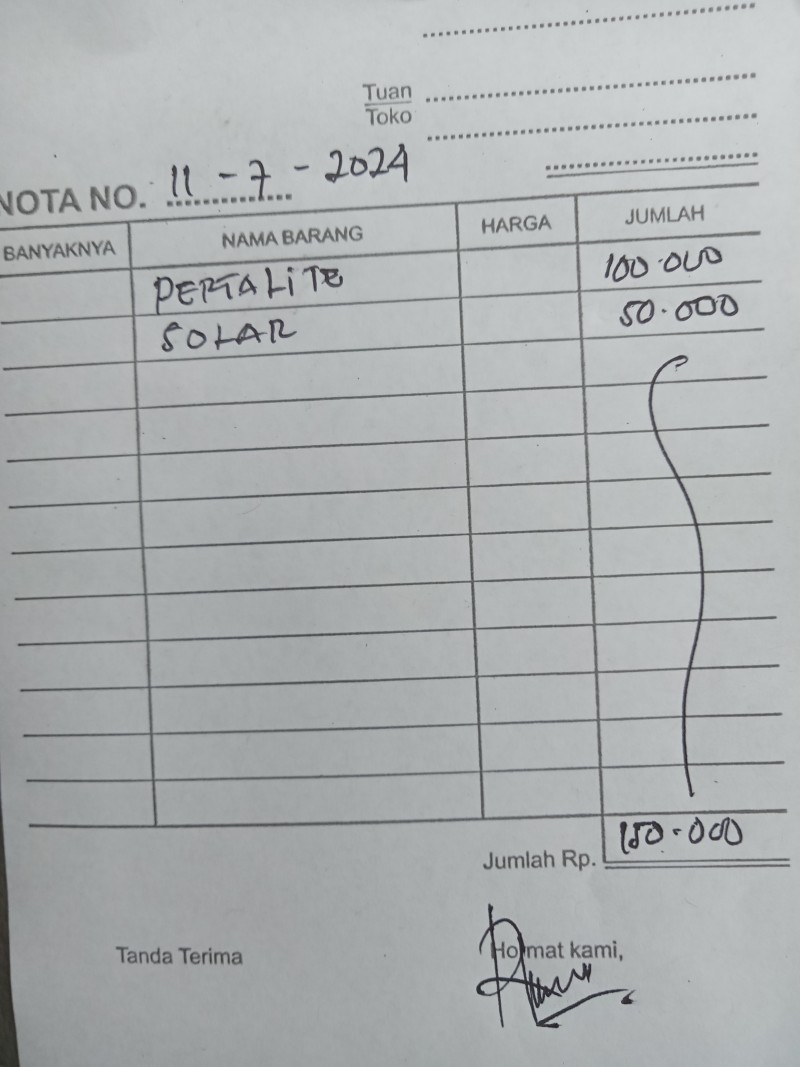 Tuan
Toko
NOTA NO. 11 - 7 - 2024
BANYAKNYA NAMA BARANG HARGA JUMLAH
PERTALITE 100.000
SOLAR 50.000
Jumlah Rp. 150.000
Tanda Terima Hormat kami,